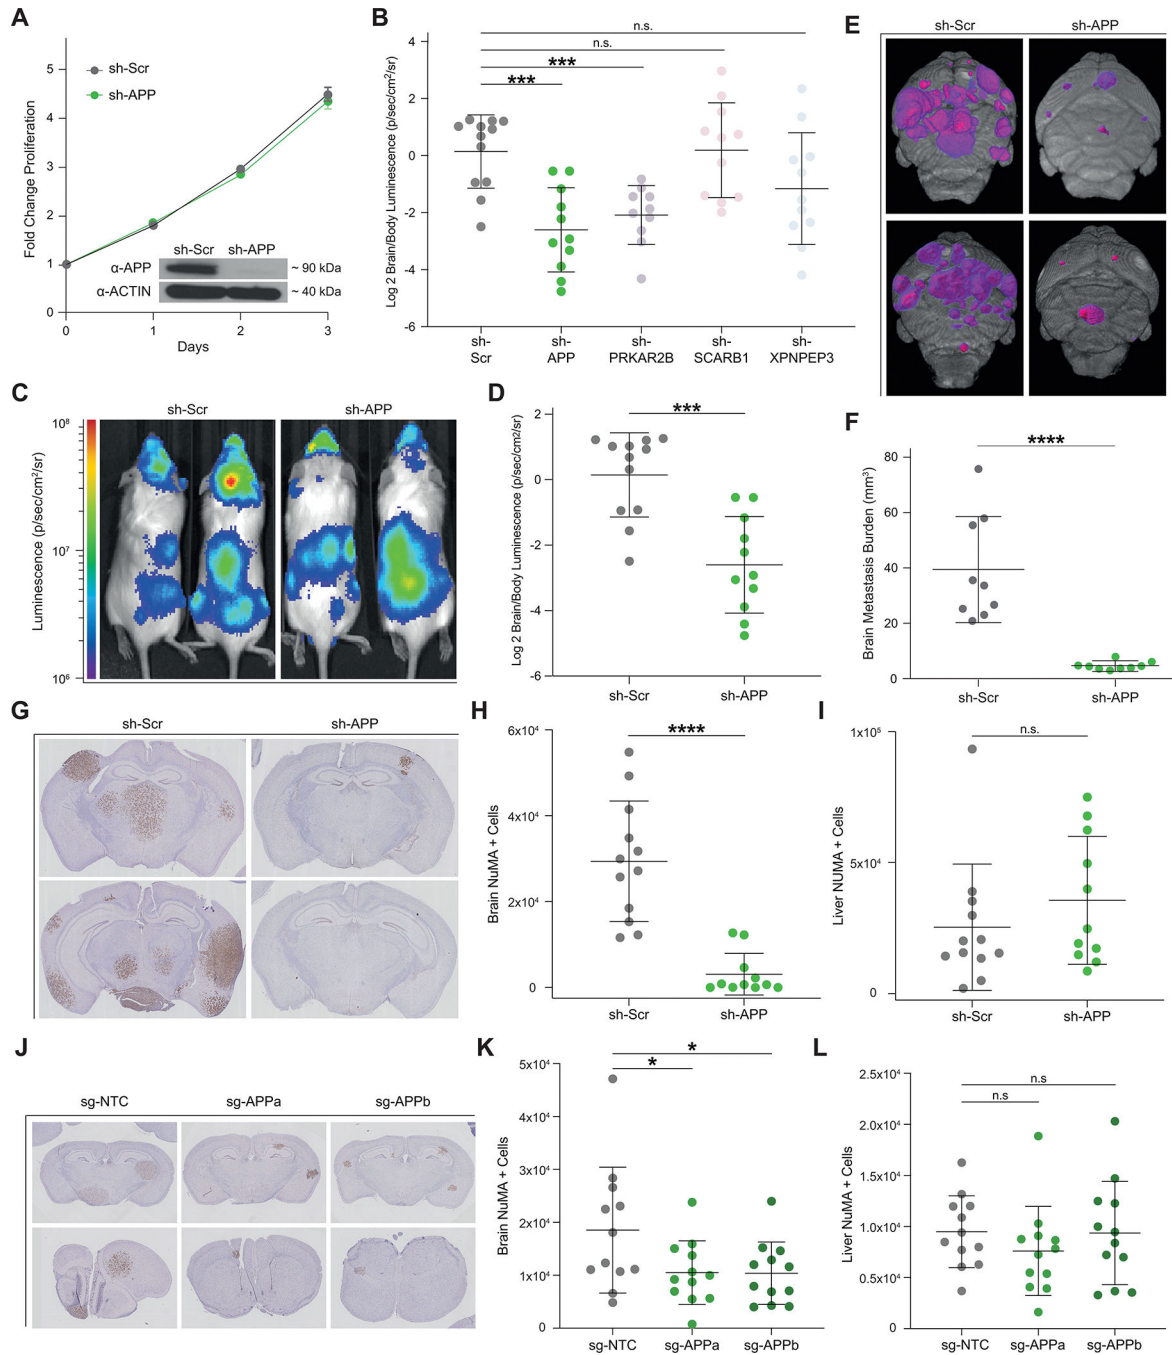 A
sh-Scr
sh-APP
Fold Change Proliferation
5
4
3
2
1
0
sh-Scr sh-APP
α-APP ~ 90 kDa
α-ACTIN ~ 40 kDa
0 1 2 3
Days
B
n.s.
n.s.
***
***
Log 2 Brain/Body Luminescence (p/sec/cm²/sr)
4
2
0
-2
-4
-6
sh-Scr
sh-APP
sh-PRKAR2B
sh-SCARB1
sh-XPNPEP3
E
sh-Scr sh-APP
C
sh-Scr sh-APP
Luminescence (p/sec/cm²/sr)
10⁸
10⁷
10⁶
D
***
Log 2 Brain/Body Luminescence (p/sec/cm2/sr)
2
0
-2
-4
-6
sh-Scr sh-APP
F
****
Brain Metastasis Burden (mm³)
80
60
40
20
0
sh-Scr sh-APP
G
sh-Scr sh-APP
H
****
Brain NuMA + Cells
6x10⁴
4x10⁴
2x10⁴
0
sh-Scr sh-APP
I
n.s.
Liver NUMA + Cells
1x10⁵
5x10⁴
0
sh-Scr sh-APP
J
sg-NTC sg-APPa sg-APPb
K
*
*
Brain NuMA + Cells
5x10⁴
4x10⁴
3x10⁴
2x10⁴
1x10⁴
0
sg-NTC sg-APPa sg-APPb
L
n.s
n.s
Liver NuMA + Cells
2.5x10⁴
2.0x10⁴
1.5x10⁴
1.0x10⁴
0.5x10⁴
0
sg-NTC sg-APPa sg-APPb